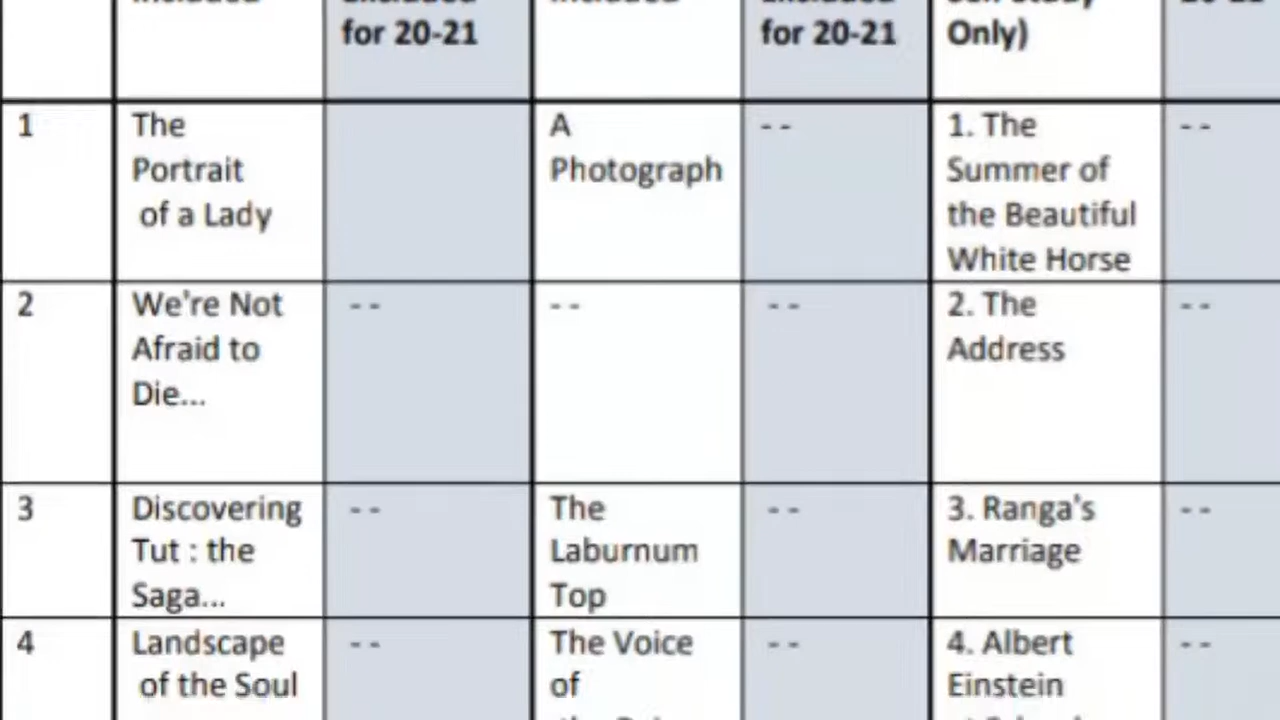 for 20-21
for 20-21
Only)
1
The
Portrait
of a Lady
A
Photograph
--
1. The
Summer of
the Beautiful
White Horse
--
2
We're Not
Afraid to
Die...
--
--
--
2. The
Address
--
3
Discovering
Tut : the
Saga...
--
The
Laburnum
Top
--
3. Ranga's
Marriage
--
4
Landscape
of the Soul
--
The Voice
of
--
4. Albert
Einstein
--